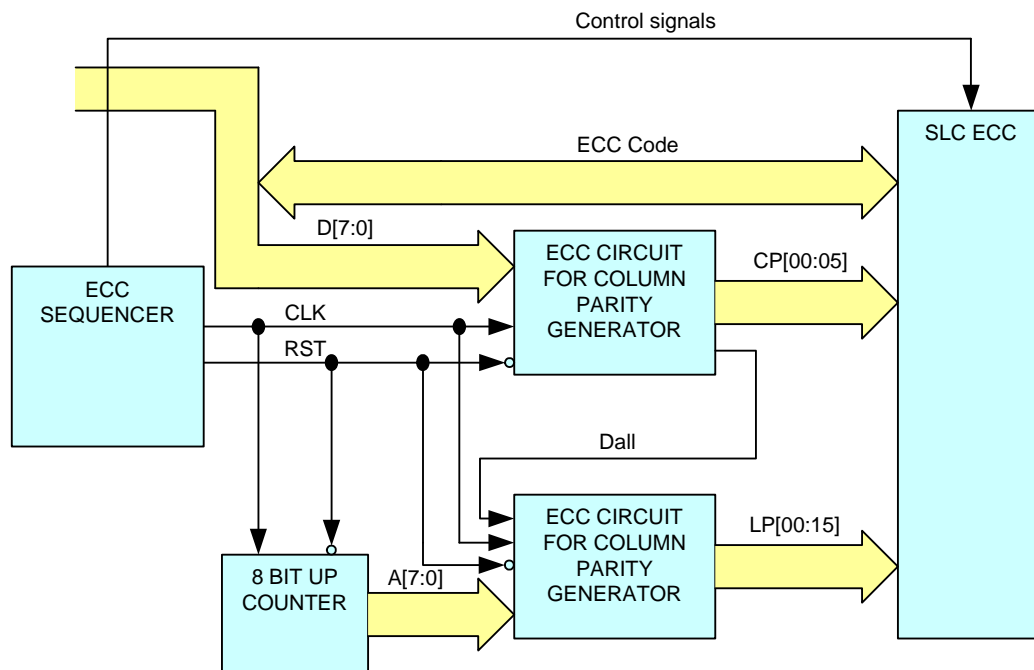 Control signals
SLC ECC
ECC Code
D[7:0]
ECC CIRCUIT
FOR COLUMN
PARITY
GENERATOR
CP[00:05]
ECC
SEQUENCER
CLK
RST
Dall
ECC CIRCUIT
FOR COLUMN
PARITY
GENERATOR
LP[00:15]
8 BIT UP
COUNTER
A[7:0]